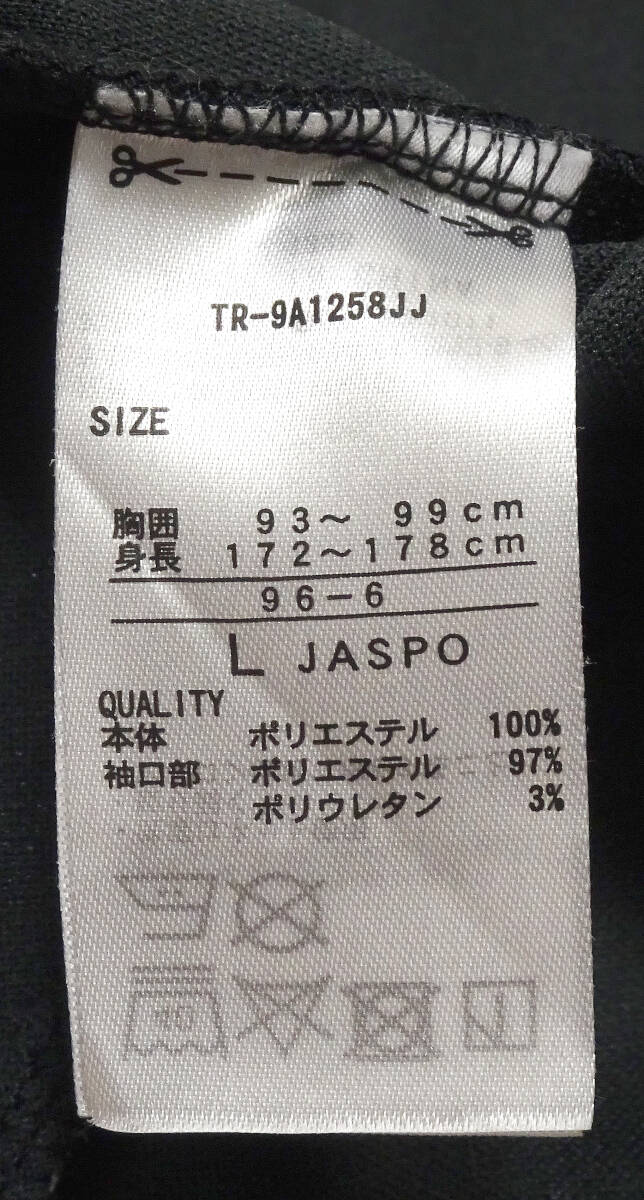 TR-9A1258JJ
SIZE
胸囲 93〜 99cm
身長 172〜178cm
96-6
L JASPO
QUALITY
本体 ポリエステル 100%
袖口部 ポリエステル 97%
ポリウレタン 3%